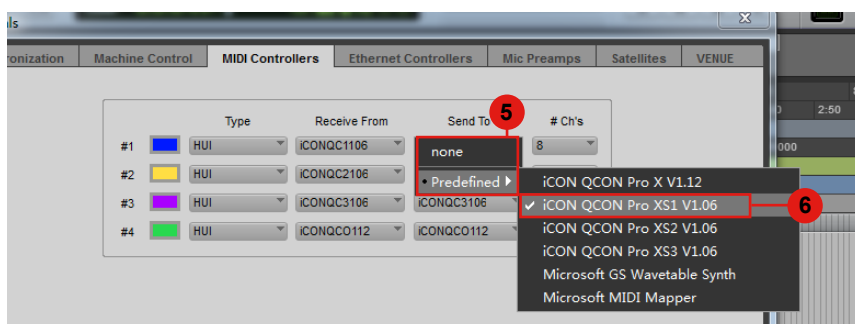 ls
ronization Machine Control MIDI Controllers Ethernet Controllers Mic Preamps Satellites VENUE
Type Receive From Send To 5 # Ch's
2:50
#1 HUI iCONQC1106 none 8
000
#2 HUI iCONQC2106 • Predefined
iCON QCON Pro X V1.12
#3 HUI iCONQC3106 iCONQC3106 ✓ iCON QCON Pro XS1 V1.06 6
iCON QCON Pro XS2 V1.06
#4 HUI iCONQCO112 iCONQCO112
iCON QCON Pro XS3 V1.06
Microsoft GS Wavetable Synth
Microsoft MIDI Mapper